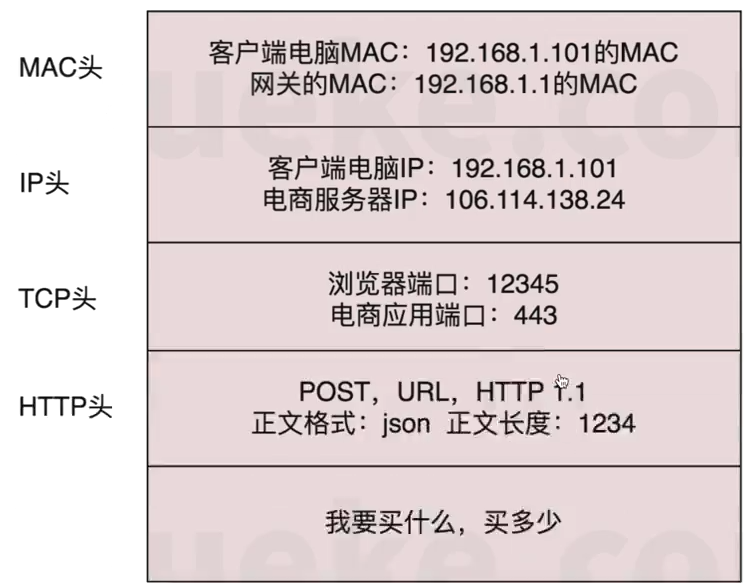 MAC头
客户端电脑MAC：192.168.1.101的MAC
网关的MAC：192.168.1.1的MAC
IP头
客户端电脑IP：192.168.1.101
电商服务器IP：106.114.138.24
TCP头
浏览器端口：12345
电商应用端口：443
HTTP头
POST，URL，HTTP 1.1
正文格式：json 正文长度：1234
我要买什么，买多少